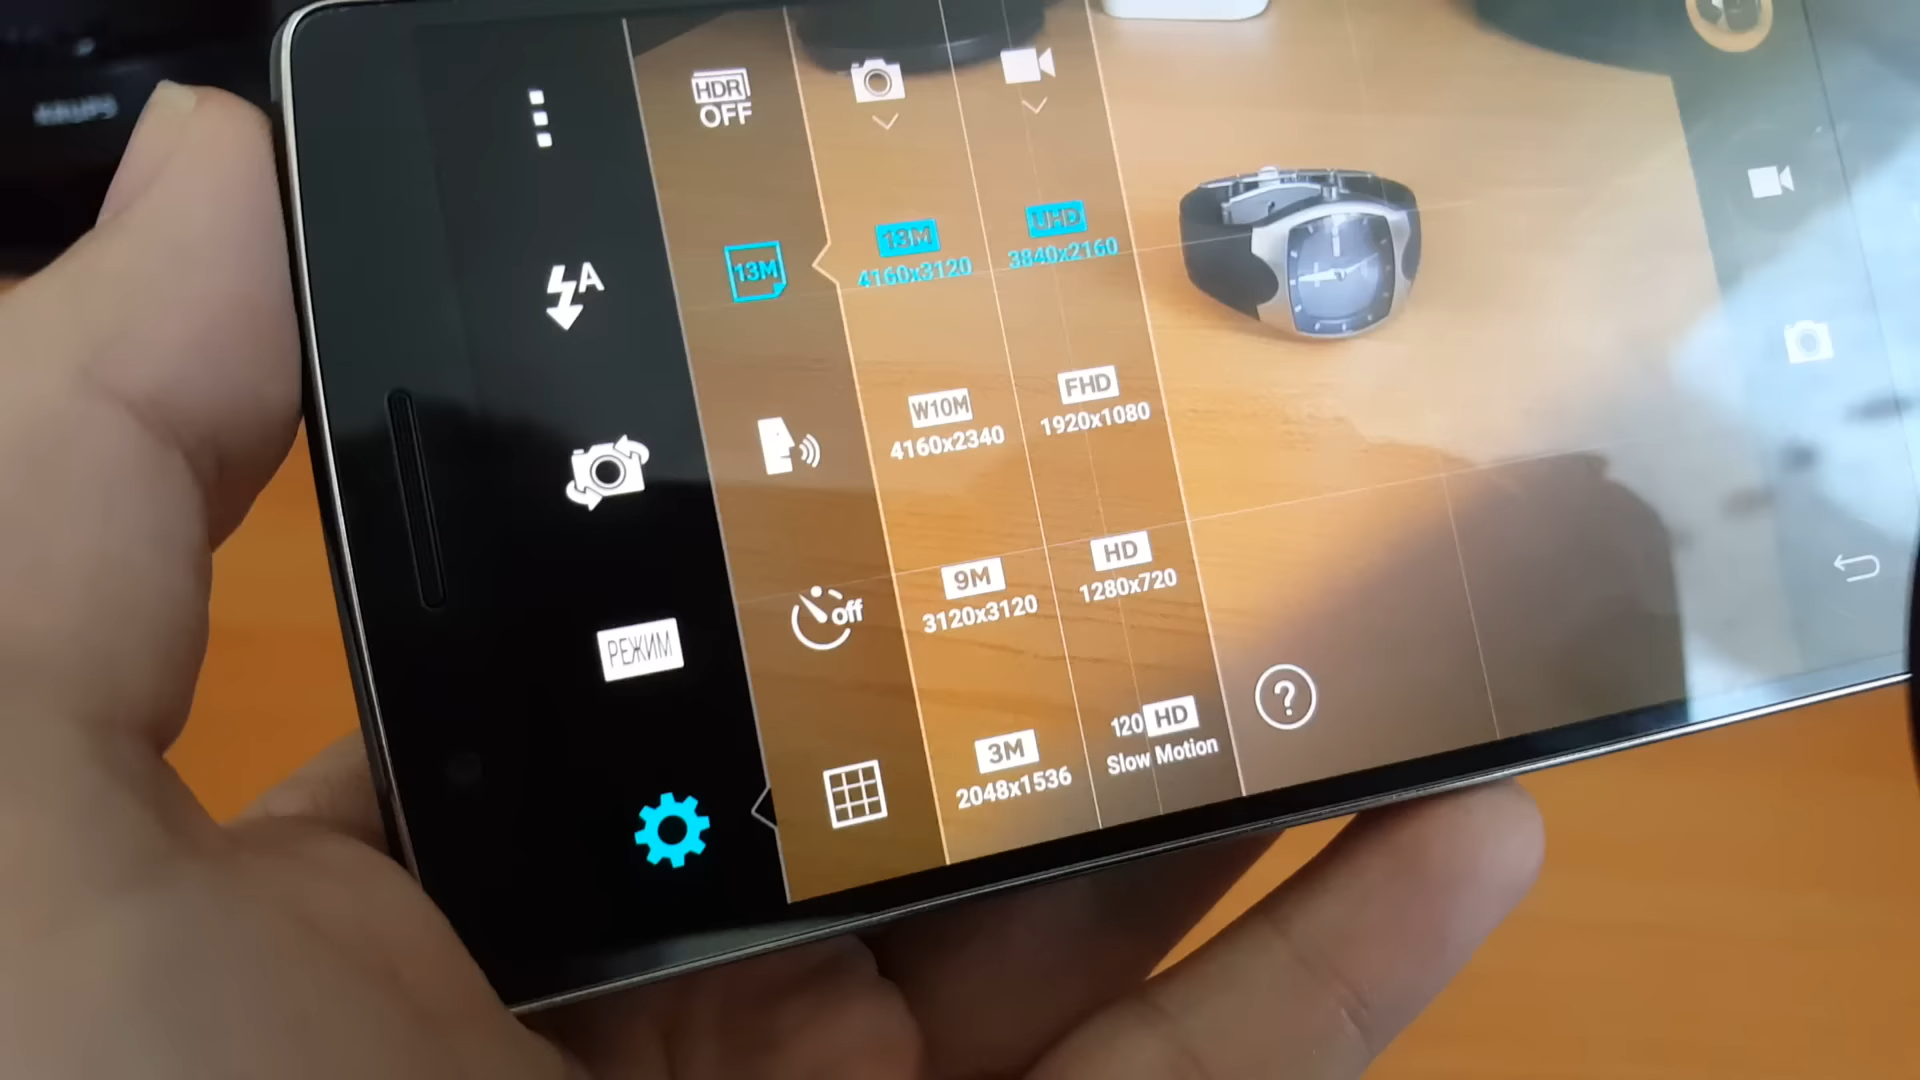 HDR
OFF
A
13M
13M
4160x3120
UHD
3840x2160
W10M
4160x2340
FHD
1920x1080
off
9M
3120x3120
HD
1280x720
РЕЖИМ
3M
2048x1536
120 HD
Slow Motion
?
KRUPS